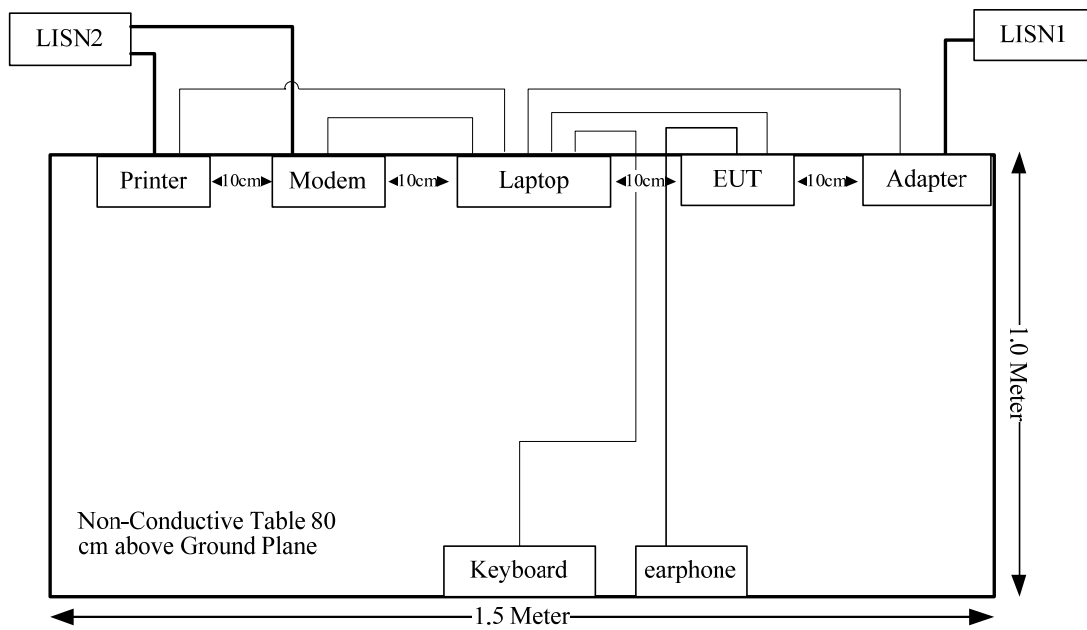 LISN2
LISN1
Printer
10cm
Modem
10cm
Laptop
10cm
EUT
10cm
Adapter
1.0 Meter
Non-Conductive Table 80
cm above Ground Plane
Keyboard
earphone
1.5 Meter